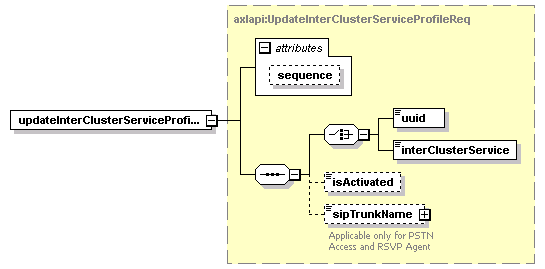 axlapi:UpdateInterClusterServiceProfileReq
attributes
sequence
updateInterClusterServiceProfi...
uuid
interClusterService
isActivated
sipTrunkName
Applicable only for PSTN
Access and RSVP Agent